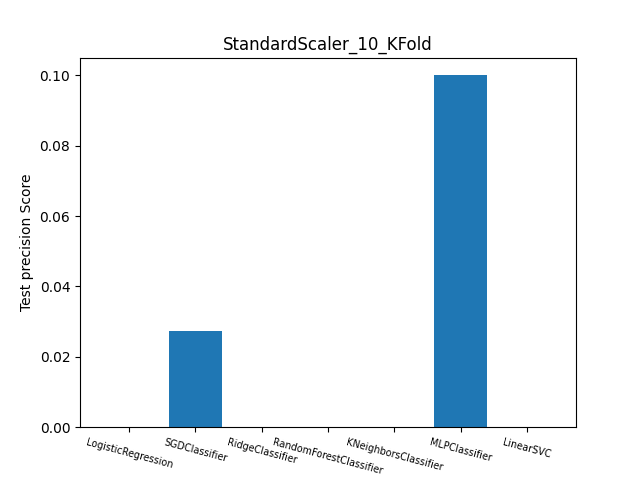 StandardScaler_10_KFold
Test precision Score
0.10
0.08
0.06
0.04
0.02
0.00
LogisticRegression
SGDClassifier
RidgeClassifier
RandomForestClassifier
KNeighborsClassifier
MLPClassifier
LinearSVC